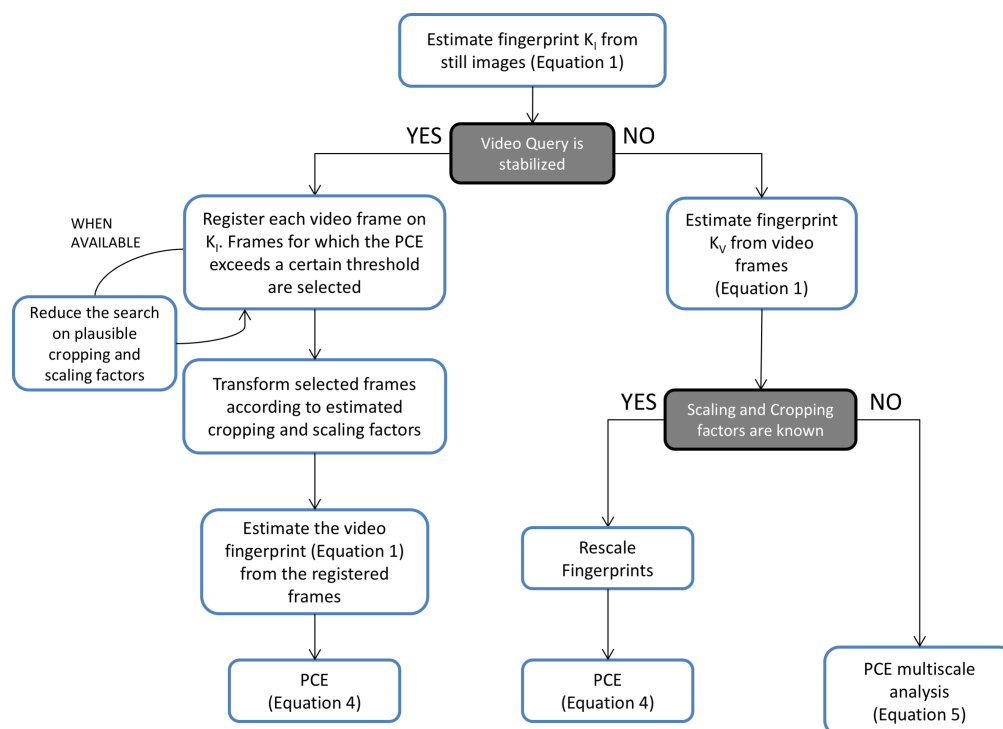 Estimate fingerprint K_I from
still images (Equation 1)
YES
NO
Video Query is
stabilized
WHEN
AVAILABLE
Register each video frame on
K_I. Frames for which the PCE
exceeds a certain threshold
are selected
Estimate fingerprint
K_V from video
frames
(Equation 1)
Reduce the search
on plausible
cropping and
scaling factors
Transform selected frames
according to estimated
cropping and scaling factors
YES
NO
Scaling and Cropping
factors are known
Estimate the video
fingerprint (Equation 1)
from the registered
frames
Rescale
Fingerprints
PCE
(Equation 4)
PCE
(Equation 4)
PCE multiscale
analysis
(Equation 5)